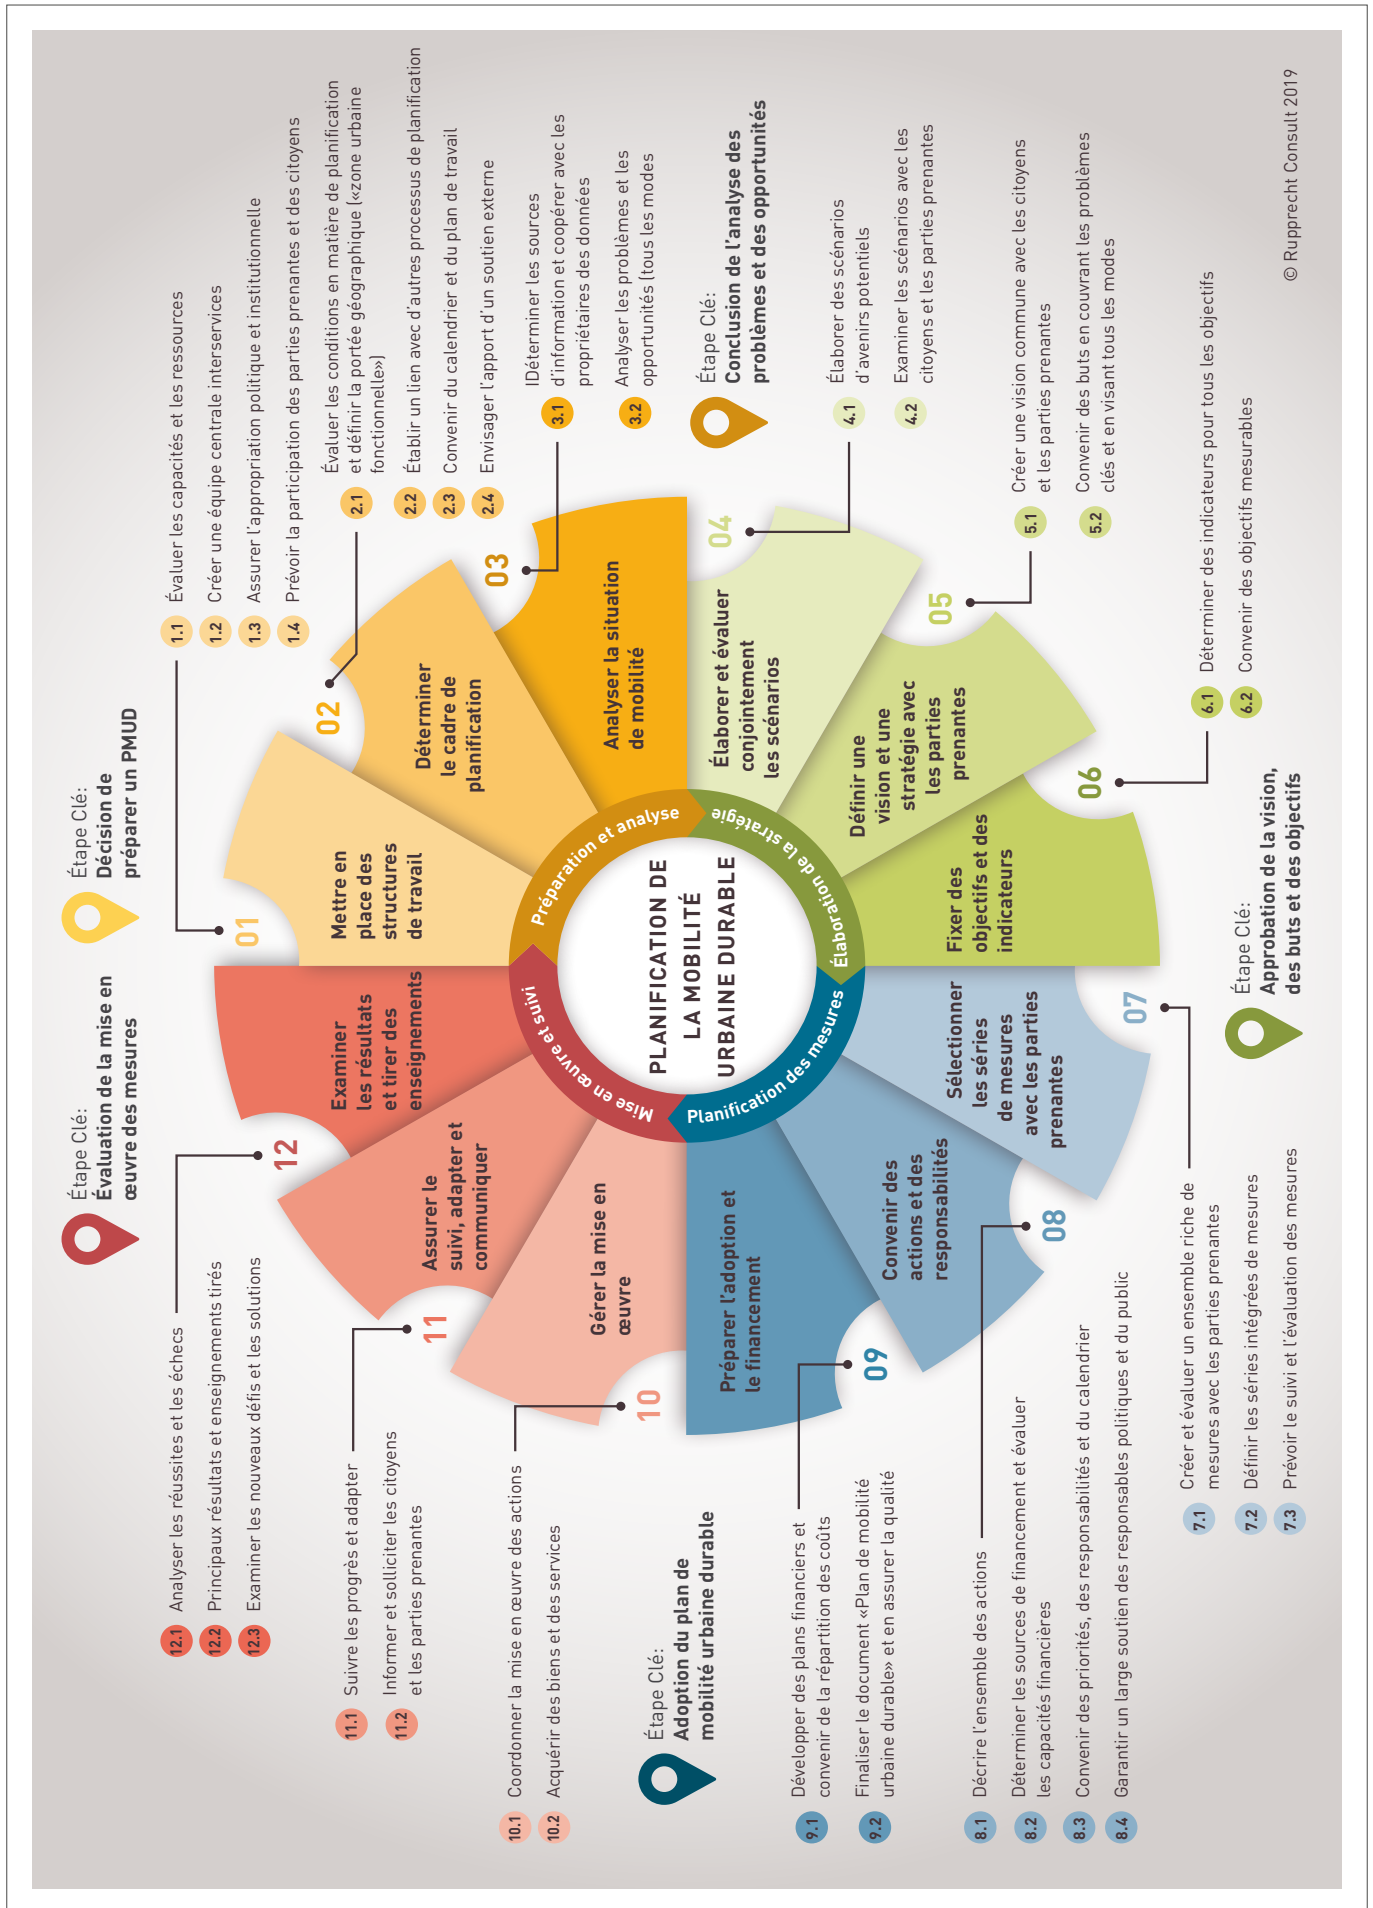 PLANIFICATION DE
LA MOBILITÉ
URBAINE DURABLE
Préparation et analyse
Élaboration de la stratégie
Planification des mesures
Mise en œuvre et suivi
Étape Clé:
Décision de
préparer un PMUD
01
Mettre en
place des
structures
de travail
1.1 Évaluer les capacités et les ressources
1.2 Créer une équipe centrale interservices
1.3 Assurer l'appropriation politique et institutionnelle
1.4 Prévoir la participation des parties prenantes et des citoyens
02
Déterminer
le cadre de
planification
2.1 Évaluer les conditions en matière de planification
et définir la portée géographique («zone urbaine
fonctionnelle»)
2.2 Établir un lien avec d'autres processus de planification
2.3 Convenir du calendrier et du plan de travail
2.4 Envisager l'apport d'un soutien externe
03
Analyser la situation
de mobilité
3.1 IDéterminer les sources
d'information et coopérer avec les
propriétaires des données
3.2 Analyser les problèmes et les
opportunités (tous les modes
Étape Clé:
Conclusion de l'analyse des
problèmes et des opportunités
04
Élaborer et évaluer
conjointement
les scénarios
4.1 Élaborer des scénarios
d'avenirs potentiels
4.2 Examiner les scénarios avec les
citoyens et les parties prenantes
05
Définir une
vision et une
stratégie avec
les parties
prenantes
5.1 Créer une vision commune avec les citoyens
et les parties prenantes
5.2 Convenir des buts en couvrant les problèmes
clés et en visant tous les modes
06
Fixer des
objectifs et des
indicateurs
6.1 Déterminer des indicateurs pour tous les objectifs
6.2 Convenir des objectifs mesurables
Étape Clé:
Approbation de la vision,
des buts et des objectifs
07
Sélectionner
les séries
de mesures
avec les parties
prenantes
7.1 Créer et évaluer un ensemble riche de
mesures avec les parties prenantes
7.2 Définir les séries intégrées de mesures
7.3 Prévoir le suivi et l'évaluation des mesures
08
Convenir des
actions et des
responsabilités
8.1 Décrire l'ensemble des actions
8.2 Déterminer les sources de financement et évaluer
les capacités financières
8.3 Convenir des priorités, des responsabilités et du calendrier
8.4 Garantir un large soutien des responsables politiques et du public
09
Préparer l'adoption et
le financement
9.1 Développer des plans financiers et
convenir de la répartition des coûts
9.2 Finaliser le document «Plan de mobilité
urbaine durable» et en assurer la qualité
Étape Clé:
Adoption du plan de
mobilité urbaine durable
10
Gérer la mise en
œuvre
10.1 Coordonner la mise en œuvre des actions
10.2 Acquérir des biens et des services
11
Assurer le
suivi, adapter et
communiquer
11.1 Suivre les progrès et adapter
11.2 Informer et solliciter les citoyens
et les parties prenantes
12
Examiner
les résultats
et tirer des
enseignements
12.1 Analyser les réussites et les échecs
12.2 Principaux résultats et enseignements tirés
12.3 Examiner les nouveaux défis et les solutions
Étape Clé:
Évaluation de la mise en
œuvre des mesures
© Rupprecht Consult 2019